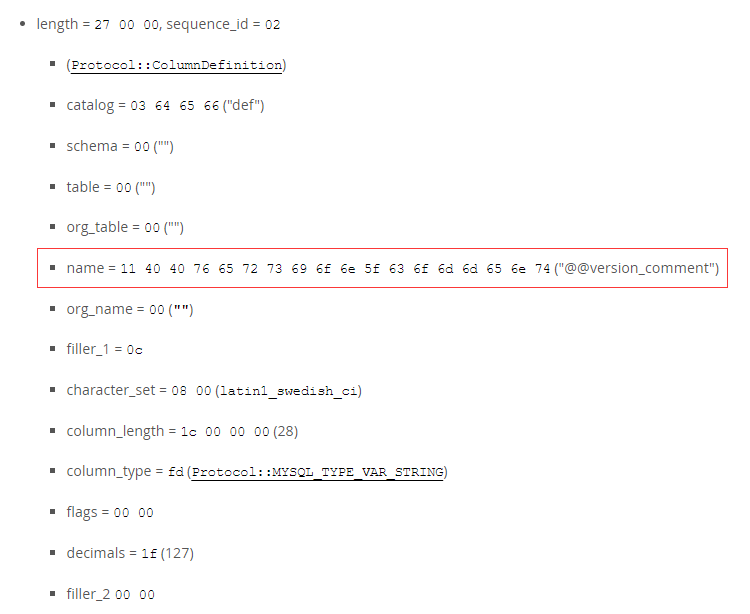 length = 27 00 00, sequence_id = 02
(Protocol::ColumnDefinition)
catalog = 03 64 65 66 ("def")
schema = 00 ("")
table = 00 ("")
org_table = 00 ("")
name = 11 40 40 76 65 72 73 69 6f 6e 5f 63 6f 6d 6d 65 6e 74 ("@@version_comment")
org_name = 00 ("")
filler_1 = 0c
character_set = 08 00 (latin1_swedish_ci)
column_length = 1c 00 00 00 (28)
column_type = fd (Protocol::MYSQL_TYPE_VAR_STRING)
flags = 00 00
decimals = 1f (127)
filler_2 00 00